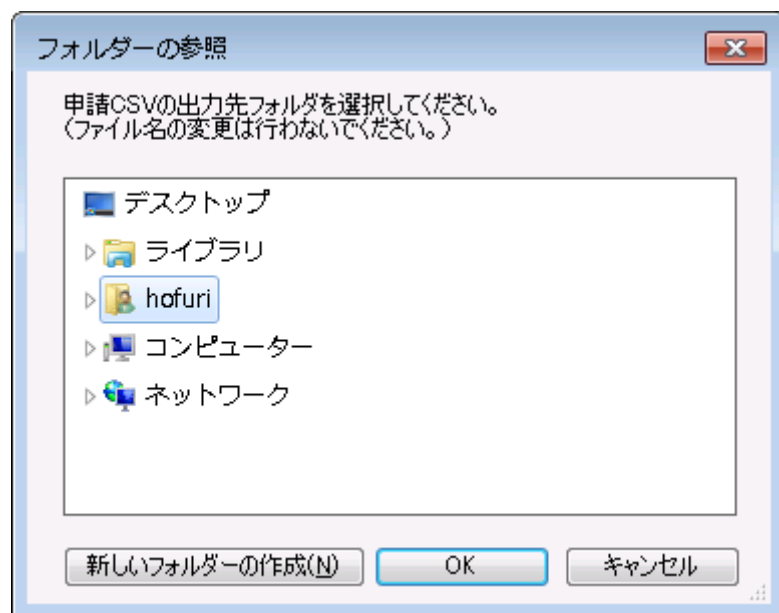 フォルダーの参照
申請CSVの出力先フォルダを選択してください。
(ファイル名の変更は行わないでください。)
デスクトップ
ライブラリ
hofuri
コンピューター
ネットワーク
新しいフォルダーの作成(N) OK キャンセル